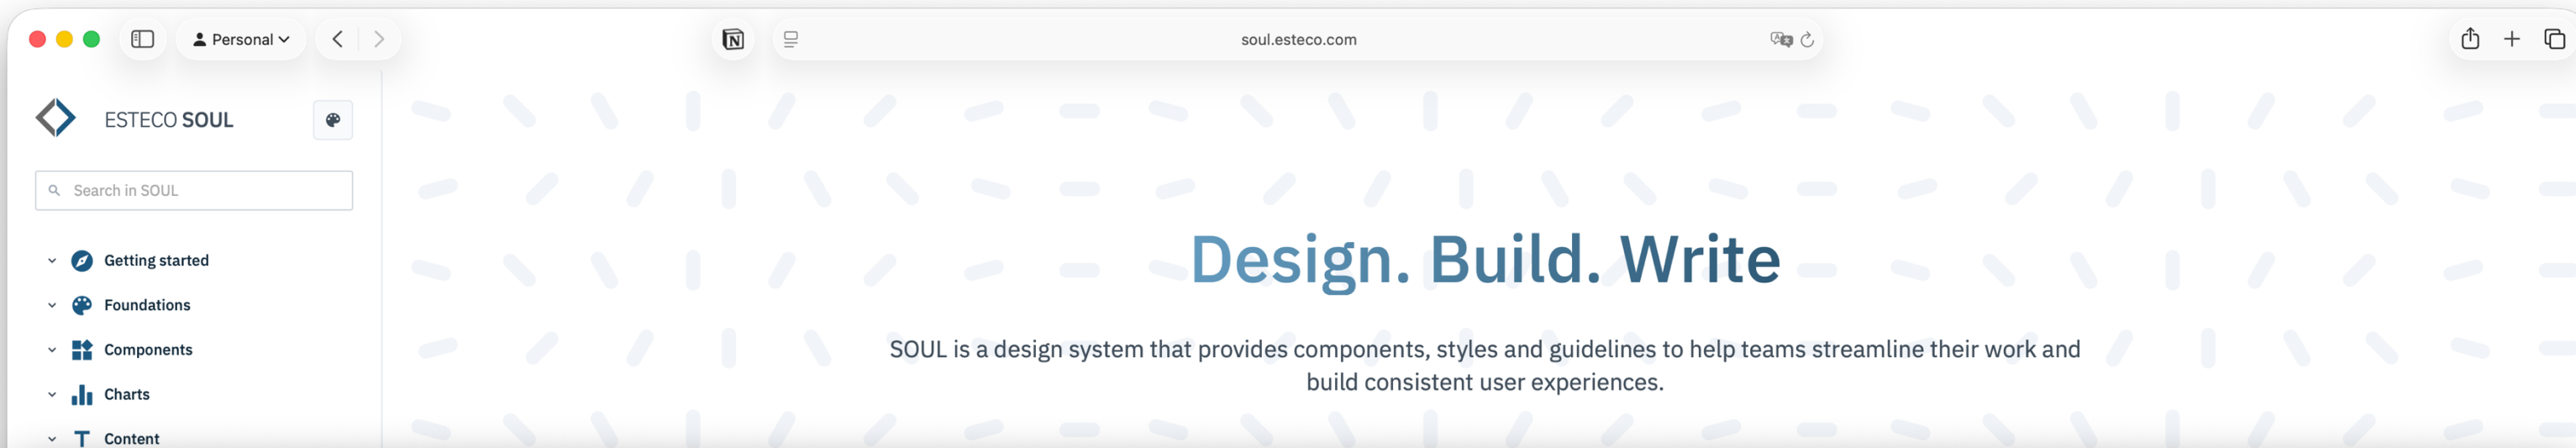 Personal
soul.esteco.com
ESTECO SOUL
Search in SOUL
Getting started
Foundations
Components
Charts
Content
Design. Build. Write
SOUL is a design system that provides components, styles and guidelines to help teams streamline their work and
build consistent user experiences.